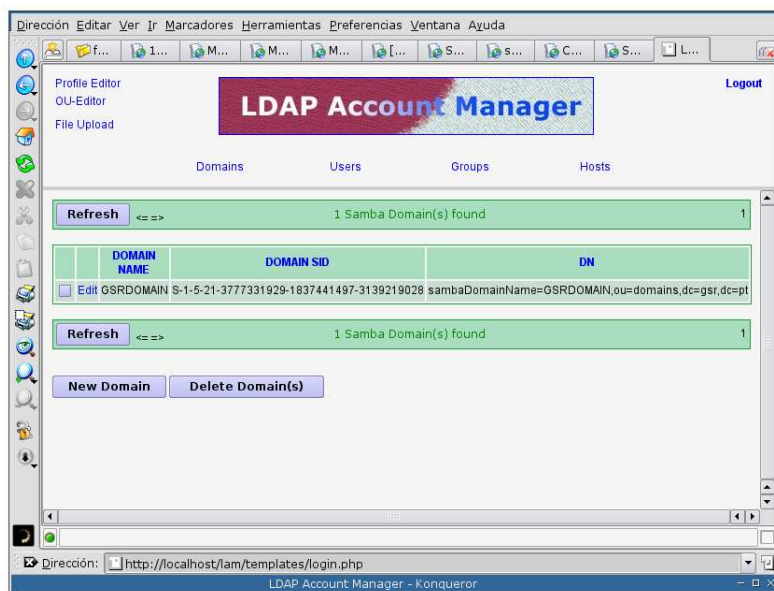 Dirección Editar Ver Ir Marcadores Herramientas Preferencias Ventana Ayuda
f... 1... M... M... M... [... S... s... C... S... L...
Profile Editor
OU-Editor
File Upload
LDAP Account Manager
Logout
Domains Users Groups Hosts
Refresh <= => 1 Samba Domain(s) found 1
DOMAIN NAME DOMAIN SID DN
Edit GSRDOMAIN S-1-5-21-3777331929-1837441497-3139219028 sambaDomainName=GSRDOMAIN,ou=domains,dc=gsr,dc=pt
Refresh <= => 1 Samba Domain(s) found 1
New Domain Delete Domain(s)
Dirección: http://localhost/lam/templates/login.php
LDAP Account Manager - Konqueror